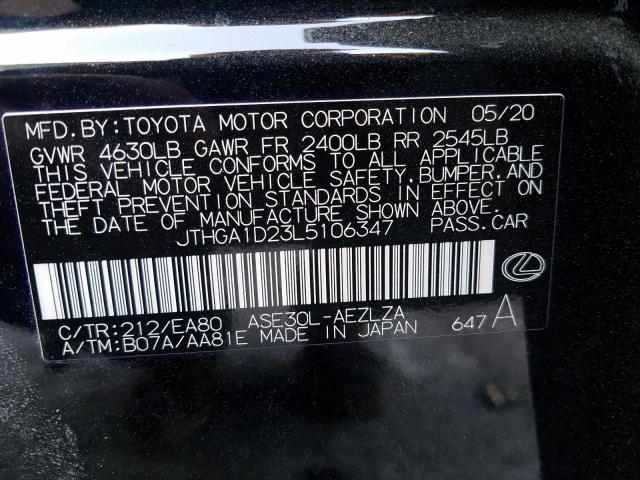 MFD.BY:TOYOTA MOTOR CORPORATION 05/20
GVWR 4630LB GAWR FR 2400LB RR 2545LB
THIS VEHICLE CONFORMS TO ALL APPLICABLE
FEDERAL MOTOR VEHICLE SAFETY,BUMPER,AND
THEFT PREVENTION STANDARDS IN EFFECT ON
THE DATE OF MANUFACTURE SHOWN ABOVE.
JTHGA1D23L5106347 PASS.CAR
C/TR:212/EA80 ASE30L-AEZLZA
A/TM:B07A/AA81E MADE IN JAPAN 647A